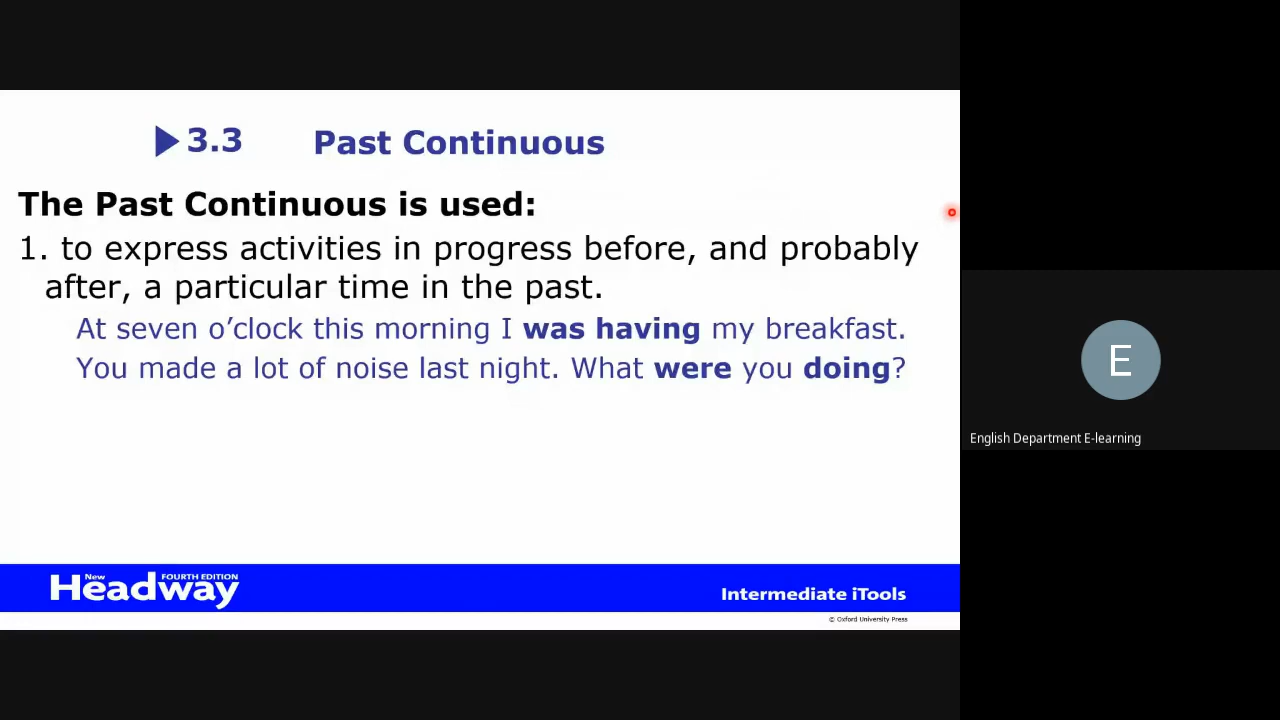 3.3 Past Continuous
The Past Continuous is used:
1. to express activities in progress before, and probably
after, a particular time in the past.
At seven o’clock this morning I was having my breakfast.
You made a lot of noise last night. What were you doing?
E
English Department E-learning
New Headway FOURTH EDITION
Intermediate iTools
© Oxford University Press